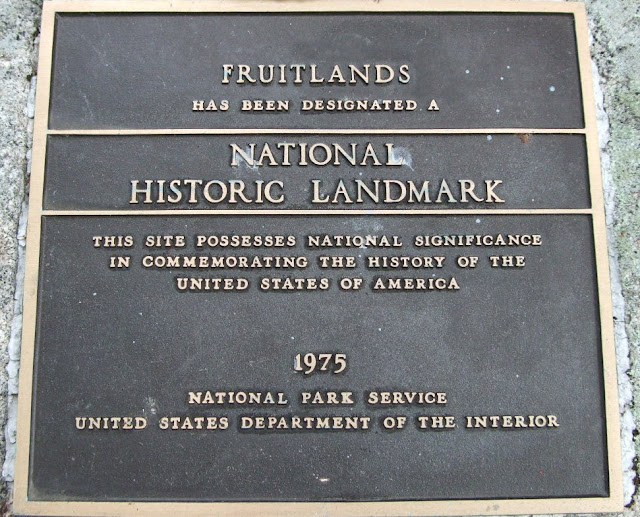 FRUITLANDS
HAS BEEN DESIGNATED A
NATIONAL
HISTORIC LANDMARK
THIS SITE POSSESSES NATIONAL SIGNIFICANCE
IN COMMEMORATING THE HISTORY OF THE
UNITED STATES OF AMERICA
1975
NATIONAL PARK SERVICE
UNITED STATES DEPARTMENT OF THE INTERIOR